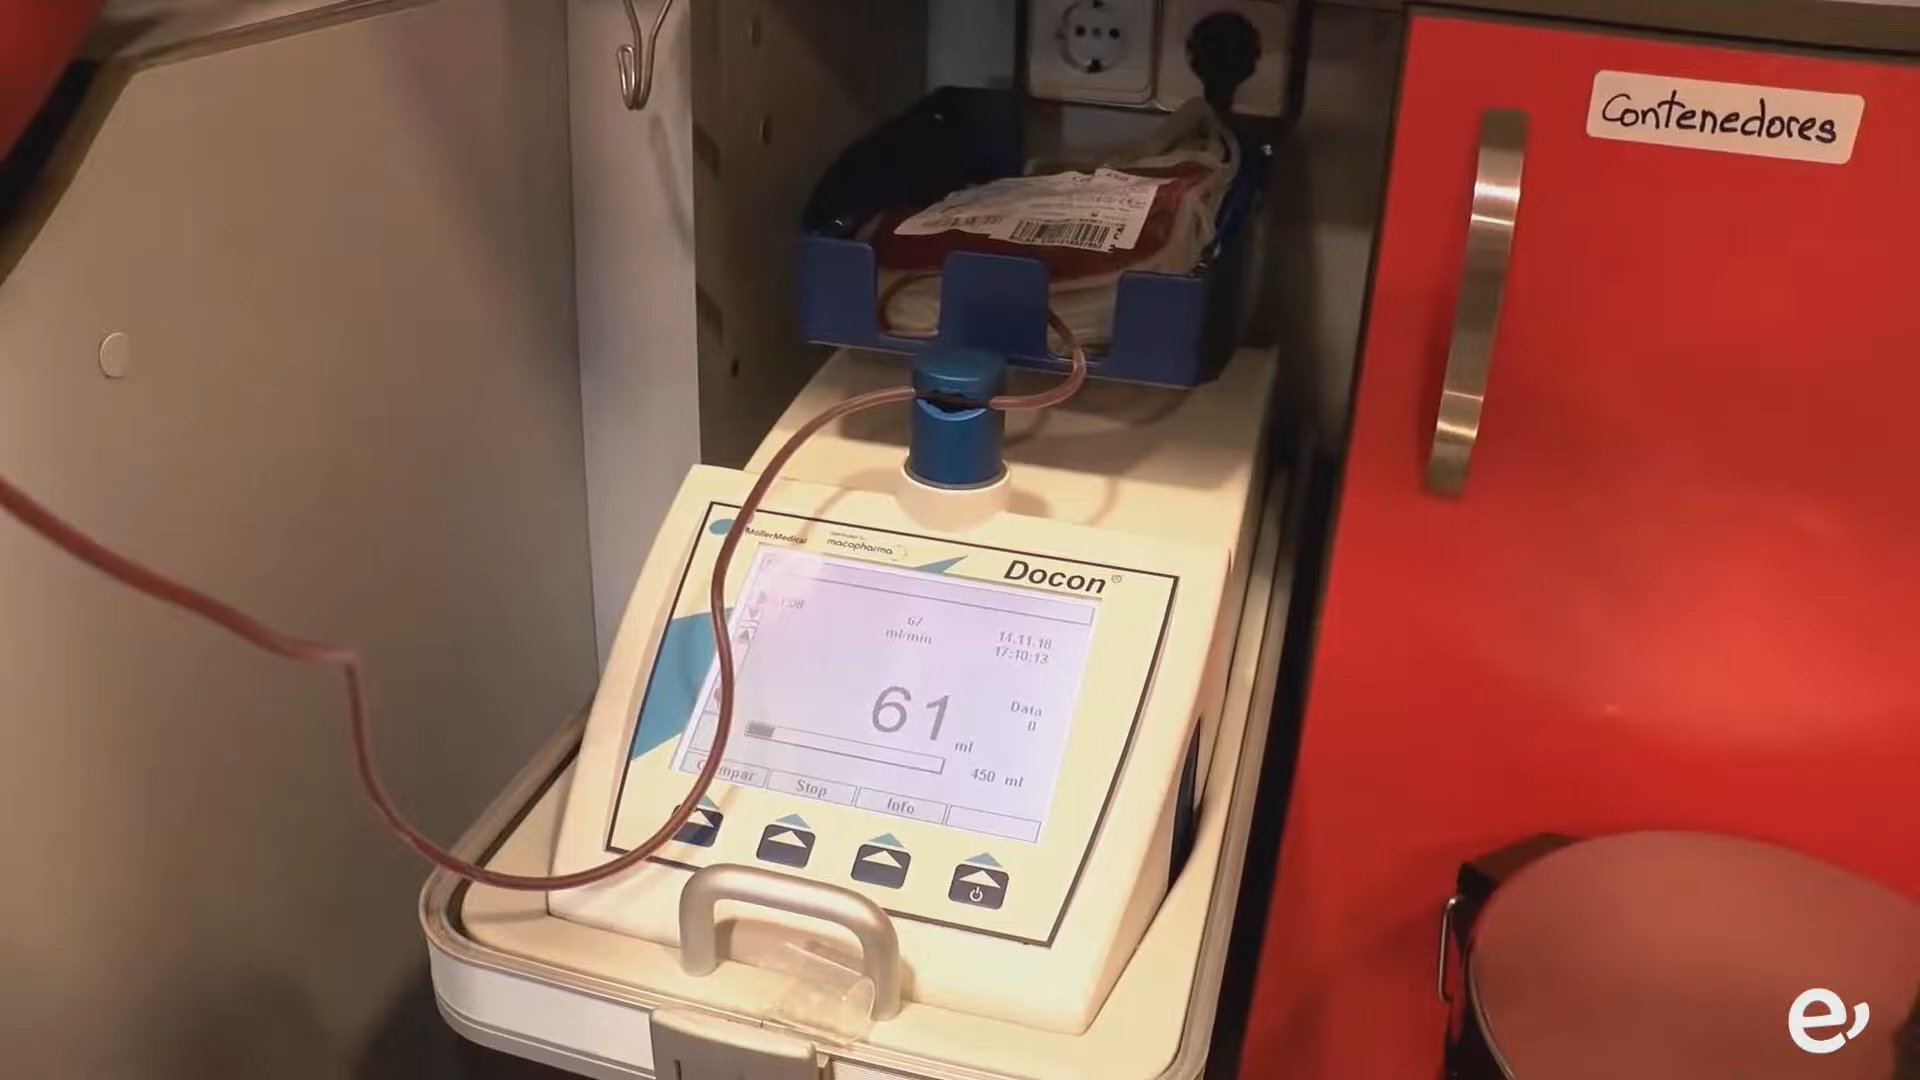 Contenedores
MöllerMedical
macopharma
Docon®
67
ml/min
14.11.18
17:10:13
61
ml
Data
0
450 ml
Stop
Info
e